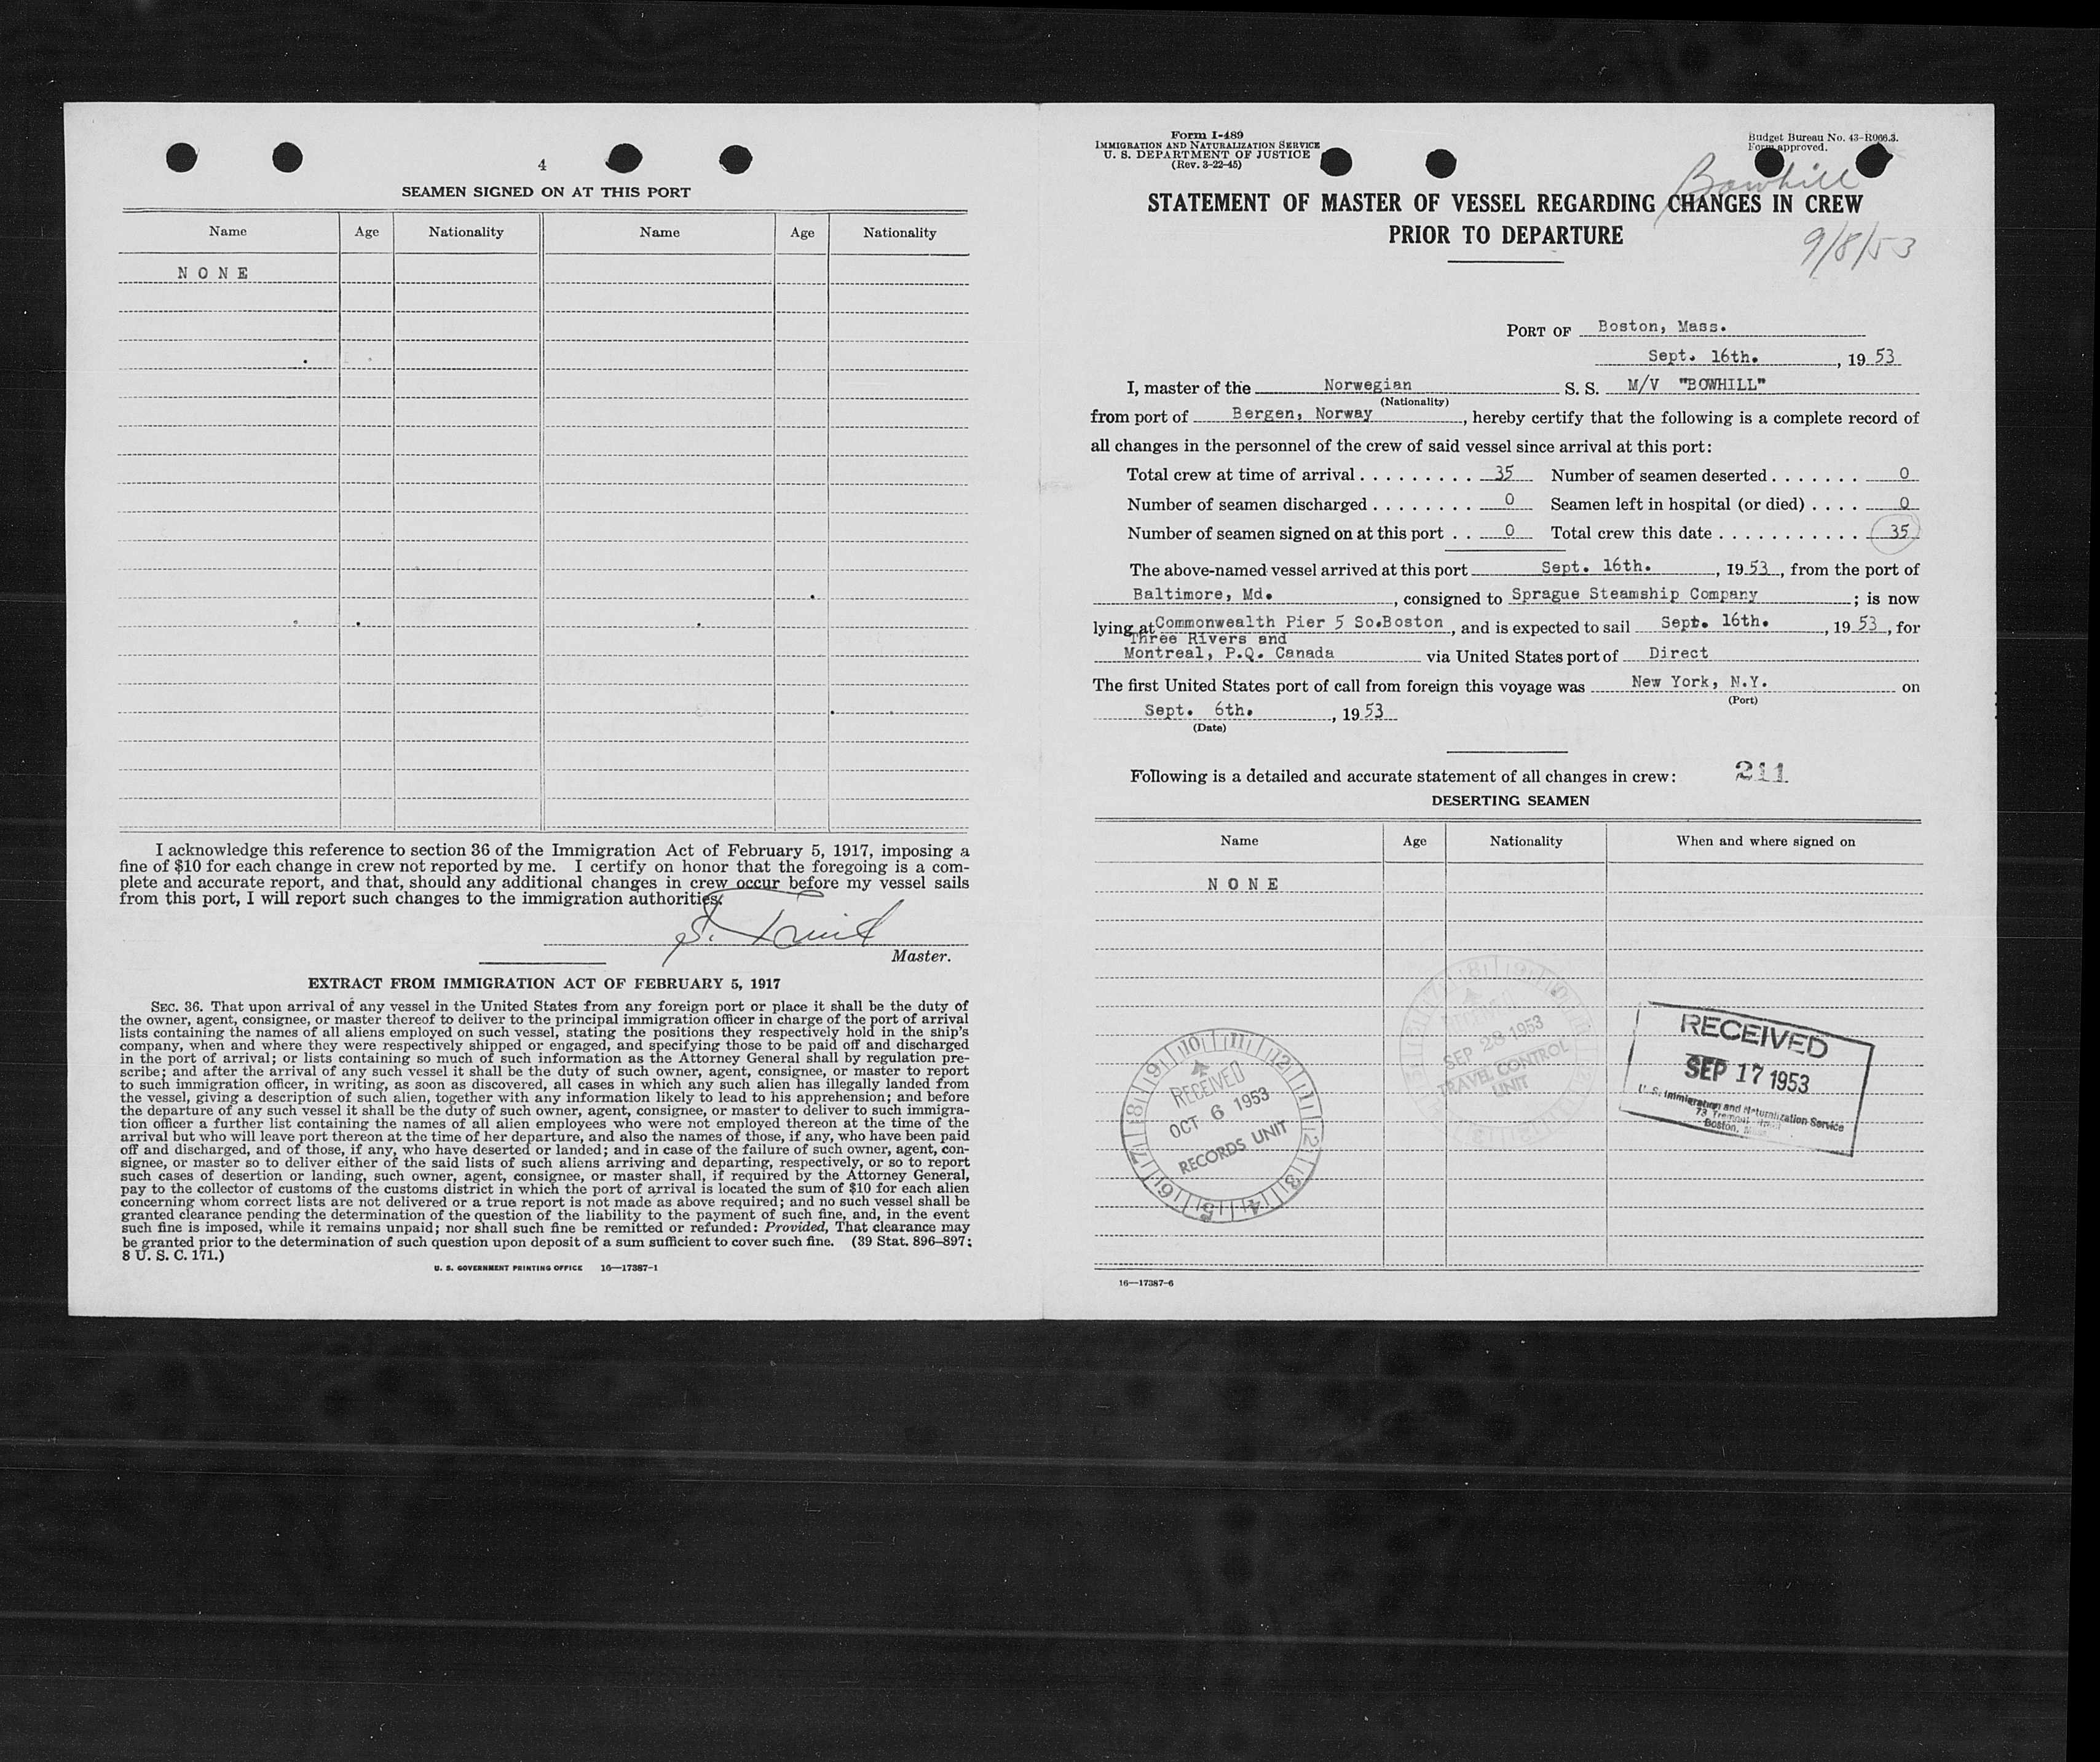 4
SEAMEN SIGNED ON AT THIS PORT
Name Age Nationality Name Age Nationality
NONE
I acknowledge this reference to section 36 of the Immigration Act of February 5, 1917, imposing a
fine of $10 for each change in crew not reported by me. I certify on honor that the foregoing is a com-
plete and accurate report, and that, should any additional changes in crew occur before my vessel sails
from this port, I will report such changes to the immigration authorities.
S.
Master.
EXTRACT FROM IMMIGRATION ACT OF FEBRUARY 5, 1917
SEC. 36. That upon arrival of any vessel in the United States from any foreign port or place it shall be the duty of
the owner, agent, consignee, or master thereof to deliver to the principal immigration officer in charge of the port of arrival
lists containing the names of all aliens employed on such vessel, stating the positions they respectively hold in the ship's
company, when and where they were respectively shipped or engaged, and specifying those to be paid off and discharged
in the port of arrival; or lists containing so much of such information as the Attorney General shall by regulation pre-
scribe; and after the arrival of any such vessel it shall be the duty of such owner, agent, consignee, or master to report
to such immigration officer, in writing, as soon as discovered, all cases in which any such alien has illegally landed from
the vessel, giving a description of such alien, together with any information likely to lead to his apprehension; and before
the departure of any such vessel it shall be the duty of such owner, agent, consignee, or master to deliver to such immigra-
tion officer a further list containing the names of all alien employees who were not employed thereon at the time of the
arrival but who will leave port thereon at the time of her departure, and also the names of those, if any, who have been paid
off and discharged, and of those, if any, who have deserted or landed; and in case of the failure of such owner, agent, con-
signee, or master so to deliver either of the said lists of such aliens arriving and departing, respectively, or so to report
such cases of desertion or landing, such owner, agent, consignee, or master shall, if required by the Attorney General,
pay to the collector of customs of the customs district in which the port of arrival is located the sum of $10 for each alien
concerning whom correct lists are not delivered or a true report is not made as above required; and no such vessel shall be
granted clearance pending the determination of the question of the liability to the payment of such fine, and, in the event
such fine is imposed, while it remains unpaid; nor shall such fine be remitted or refunded: Provided, That clearance may
be granted prior to the determination of such question upon deposit of a sum sufficient to cover such fine. (39 Stat. 896–897;
8 U. S. C. 171.)
U. S. GOVERNMENT PRINTING OFFICE 16—17387-1
Form I-489
IMMIGRATION AND NATURALIZATION SERVICE
U. S. DEPARTMENT OF JUSTICE
(Rev. 3-22-45)
Budget Bureau No. 43-R066.3.
Form approved.
Bowhill
STATEMENT OF MASTER OF VESSEL REGARDING CHANGES IN CREW
PRIOR TO DEPARTURE
9/8/53
PORT OF Boston, Mass.
Sept. 16th., 1953
I, master of the Norwegian S. S. M/V "BOWHILL"
(Nationality)
from port of Bergen, Norway, hereby certify that the following is a complete record of
all changes in the personnel of the crew of said vessel since arrival at this port:
Total crew at time of arrival . . . . . . . . . 35 Number of seamen deserted . . . . . . . 0
Number of seamen discharged . . . . . . . . 0 Seamen left in hospital (or died) . . . . 0
Number of seamen signed on at this port . . 0 Total crew this date . . . . . . . . . . . 35
The above-named vessel arrived at this port Sept. 16th., 1953, from the port of
Baltimore, Md., consigned to Sprague Steamship Company; is now
lying at Commonwealth Pier 5 So.Boston, and is expected to sail Sept. 16th., 1953, for
Three Rivers and
Montreal, P.Q. Canada via United States port of Direct
The first United States port of call from foreign this voyage was New York, N.Y. on
(Port)
Sept. 6th., 1953
(Date)
Following is a detailed and accurate statement of all changes in crew: 211
DESERTING SEAMEN
Name Age Nationality When and where signed on
NONE
SEP 28 1953
TRAVEL CONTROL
UNIT
RECEIVED
SEP 17 1953
U. S. Immigration and Naturalization Service
73 Tremont Street
Boston,
10 11 12 1 2 3 4 5 6 7 8 9
RECEIVED
OCT 6 1953
RECORDS UNIT
16—17387-6